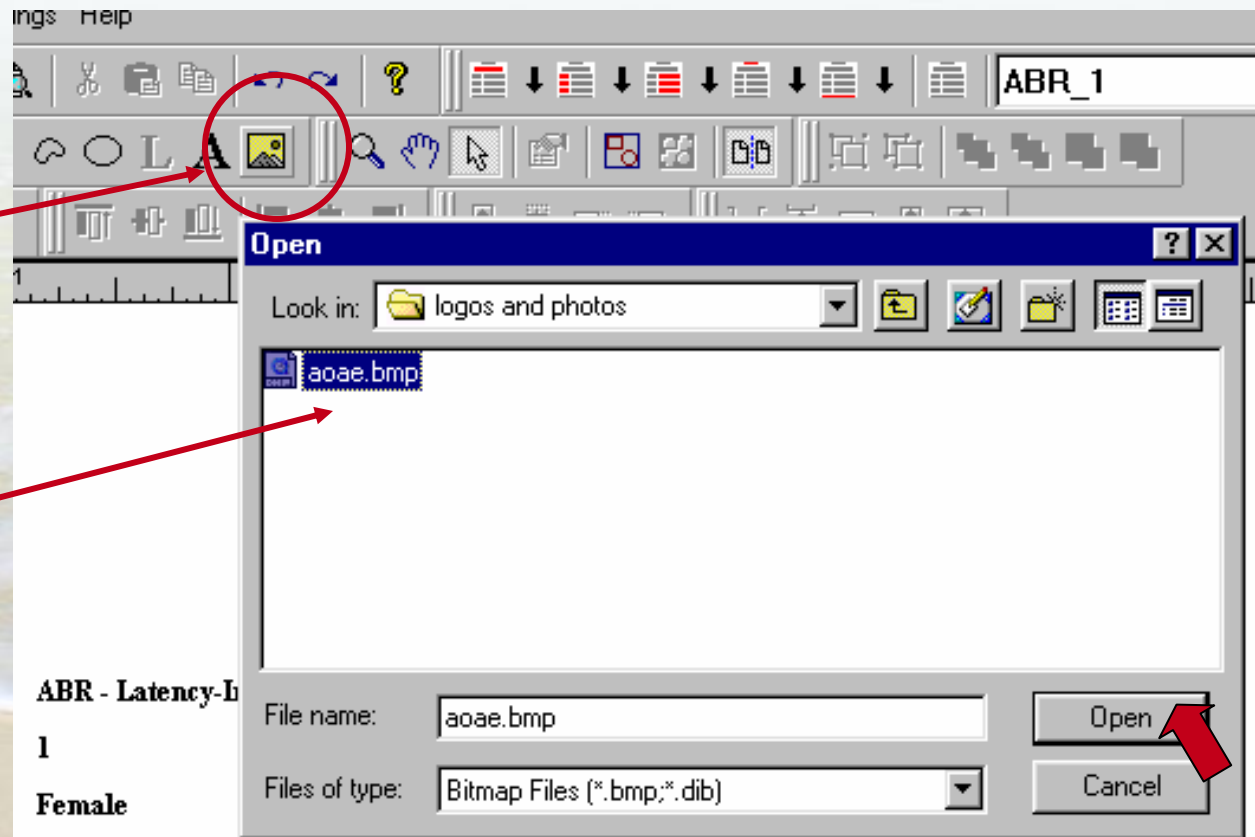 ings Help
ABR_1
L A
1
Open
Look in: logos and photos
aoae.bmp
ABR - Latency-I
File name: aoae.bmp Open
1
Files of type: Bitmap Files (*.bmp;*.dib) Cancel
Female